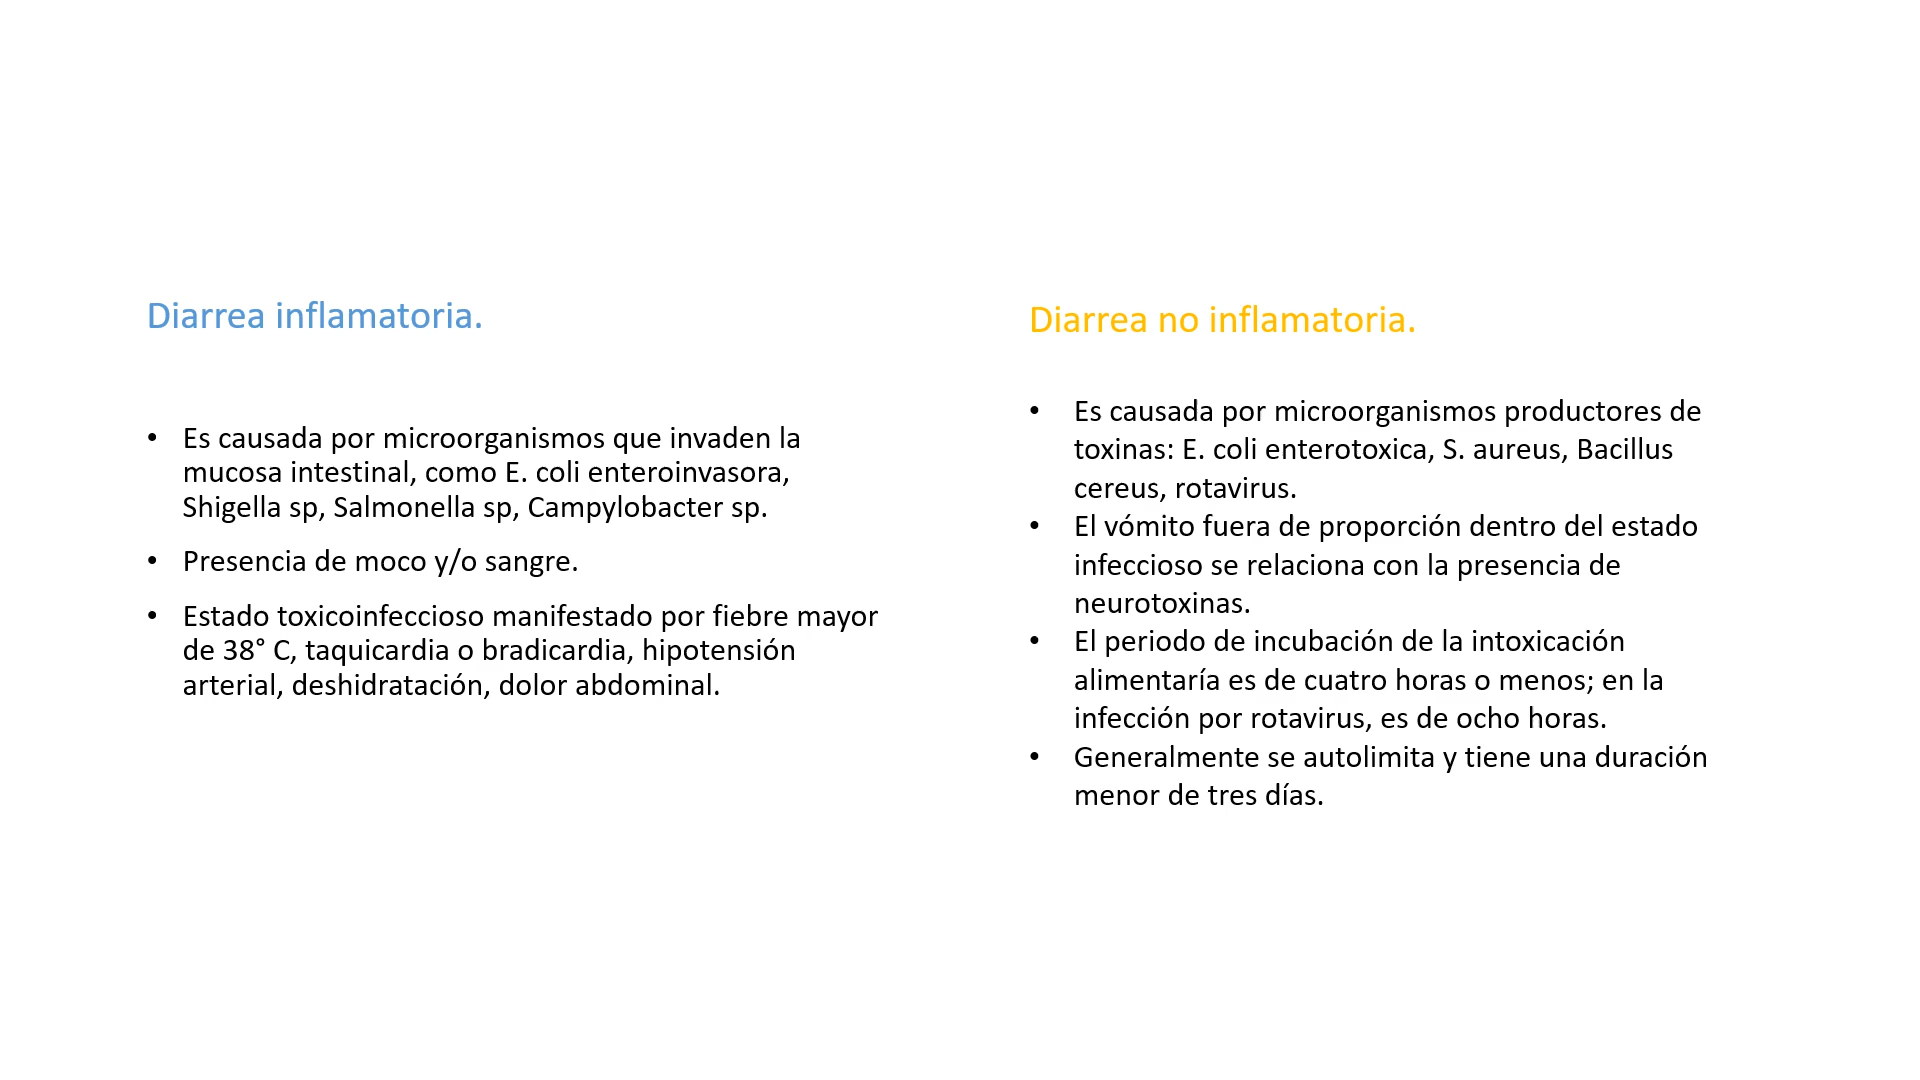 Diarrea inflamatoria.
• Es causada por microorganismos que invaden la
mucosa intestinal, como E. coli enteroinvasora,
Shigella sp, Salmonella sp, Campylobacter sp.
• Presencia de moco y/o sangre.
• Estado toxicoinfeccioso manifestado por fiebre mayor
de 38° C, taquicardia o bradicardia, hipotensión
arterial, deshidratación, dolor abdominal.
Diarrea no inflamatoria.
• Es causada por microorganismos productores de
toxinas: E. coli enterotoxica, S. aureus, Bacillus
cereus, rotavirus.
• El vómito fuera de proporción dentro del estado
infeccioso se relaciona con la presencia de
neurotoxinas.
• El periodo de incubación de la intoxicación
alimentaría es de cuatro horas o menos; en la
infección por rotavirus, es de ocho horas.
• Generalmente se autolimita y tiene una duración
menor de tres días.